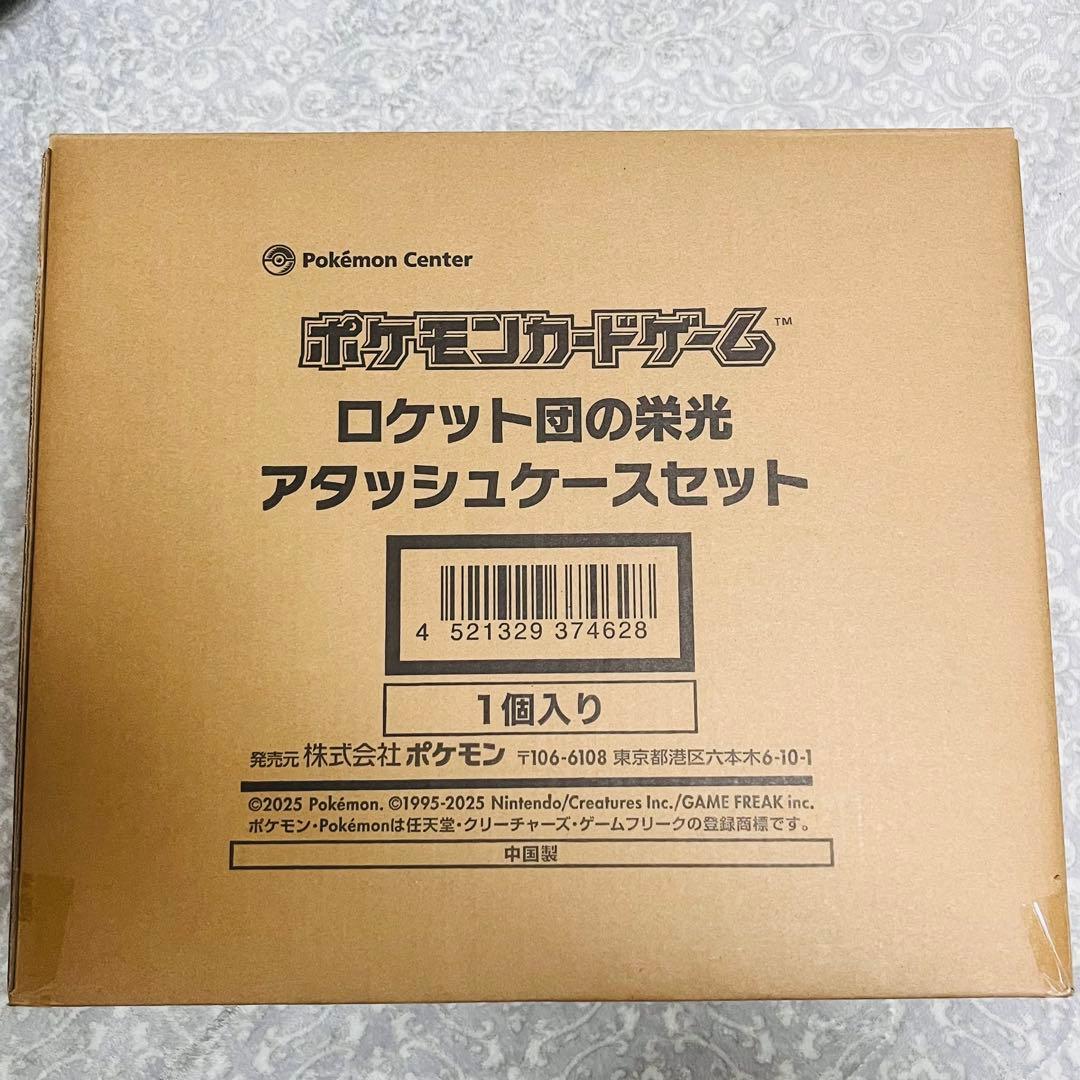 Pokémon Center
ポケモンカードゲーム™
ロケット団の栄光
アタッシュケースセット
4 521329 374628
1個入り
発売元 株式会社 ポケモン 〒106-6108 東京都港区六本木6-10-1
©2025 Pokémon. ©1995-2025 Nintendo/Creatures Inc./GAME FREAK inc.
ポケモン・Pokémonは任天堂・クリーチャーズ・ゲームフリークの登録商標です。
中国製